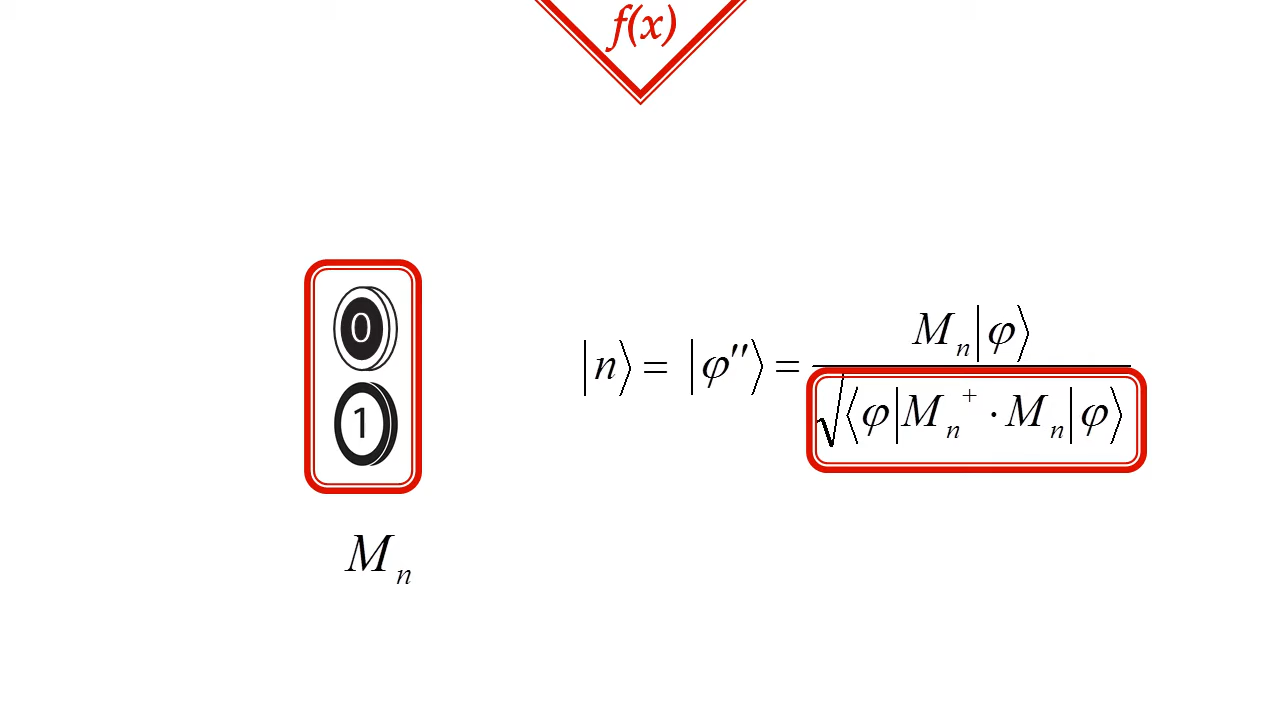 f(x)
0
1
M_n
|n⟩ = |φ″⟩ = M_n|φ⟩ / √⟨φ|M_n^+ · M_n|φ⟩